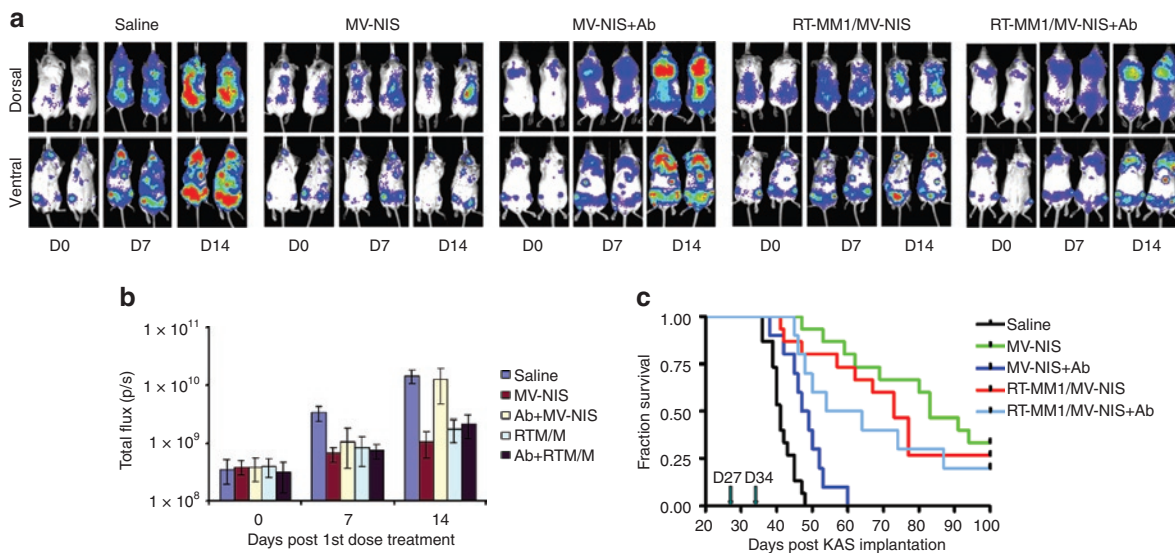 a
Saline
MV-NIS
MV-NIS+Ab
RT-MM1/MV-NIS
RT-MM1/MV-NIS+Ab
Dorsal
Ventral
D0 D7 D14 D0 D7 D14 D0 D7 D14 D0 D7 D14 D0 D7 D14
b
Total flux (p/s)
1 × 10¹¹
1 × 10¹⁰
1 × 10⁹
1 × 10⁸
0 7 14
Days post 1st dose treatment
Saline
MV-NIS
Ab+MV-NIS
RTM/M
Ab+RTM/M
c
Fraction survival
1.00
0.75
0.50
0.25
0.00
D27 D34
20 30 40 50 60 70 80 90 100
Days post KAS implantation
Saline
MV-NIS
MV-NIS+Ab
RT-MM1/MV-NIS
RT-MM1/MV-NIS+Ab